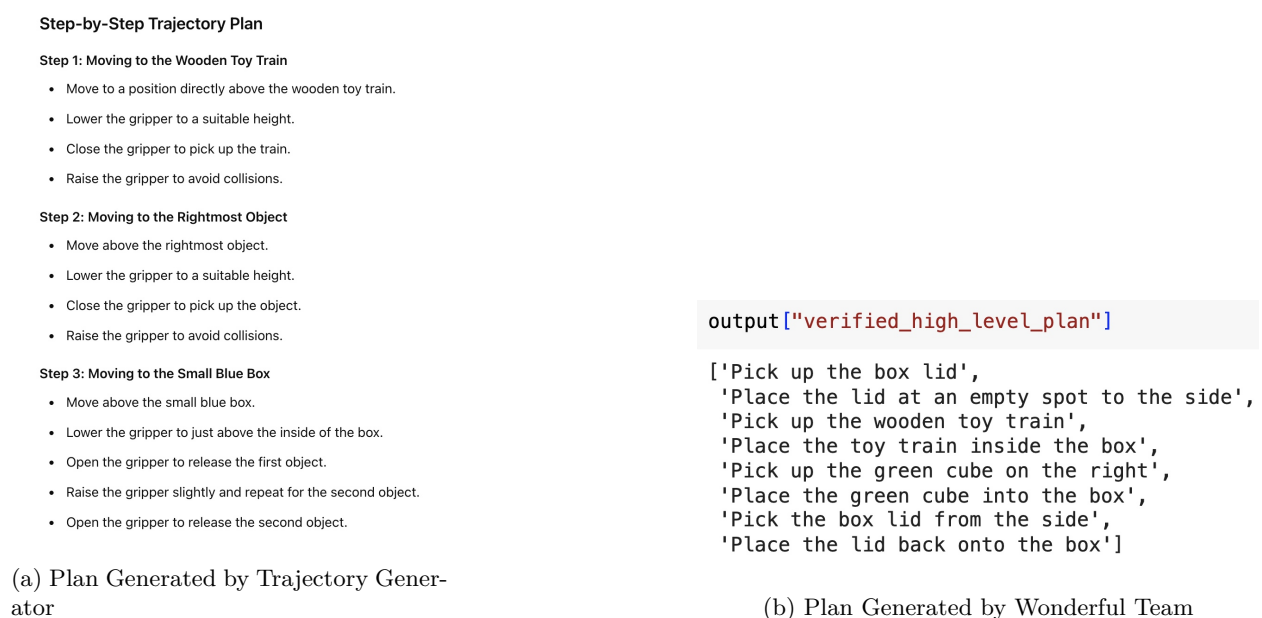 Step-by-Step Trajectory Plan
Step 1: Moving to the Wooden Toy Train
• Move to a position directly above the wooden toy train.
• Lower the gripper to a suitable height.
• Close the gripper to pick up the train.
• Raise the gripper to avoid collisions.
Step 2: Moving to the Rightmost Object
• Move above the rightmost object.
• Lower the gripper to a suitable height.
• Close the gripper to pick up the object.
• Raise the gripper to avoid collisions.
Step 3: Moving to the Small Blue Box
• Move above the small blue box.
• Lower the gripper to just above the inside of the box.
• Open the gripper to release the first object.
• Raise the gripper slightly and repeat for the second object.
• Open the gripper to release the second object.
(a) Plan Generated by Trajectory Gener-
ator
output["verified_high_level_plan"]
['Pick up the box lid',
'Place the lid at an empty spot to the side',
'Pick up the wooden toy train',
'Place the toy train inside the box',
'Pick up the green cube on the right',
'Place the green cube into the box',
'Pick the box lid from the side',
'Place the lid back onto the box']
(b) Plan Generated by Wonderful Team